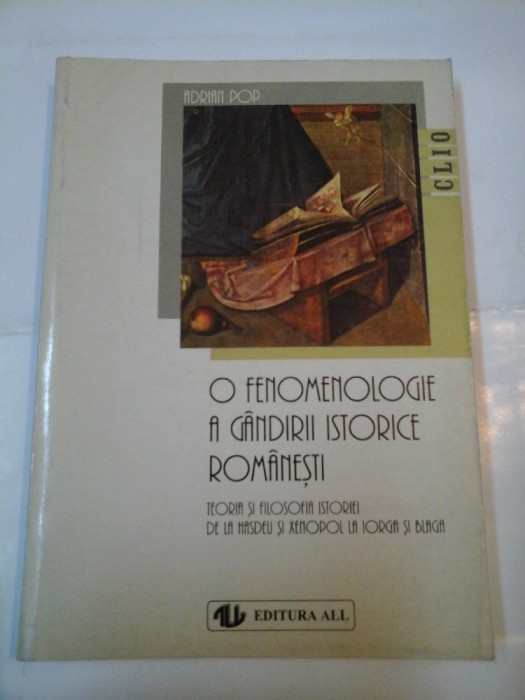 ADRIAN POP
CLIO
O FENOMENOLOGIE
A GÂNDIRII ISTORICE
ROMÂNEȘTI
TEORIA ȘI FILOSOFIA ISTORIEI
DE LA HASDEU ȘI XENOPOL LA IORGA ȘI BLAGA
ALL EDITURA ALL